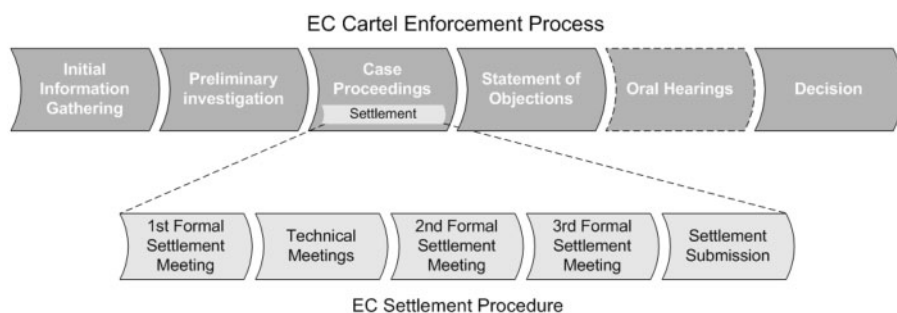 EC Cartel Enforcement Process
Initial
Information
Gathering
Preliminary
investigation
Case
Proceedings
Settlement
Statement of
Objections
Oral Hearings
Decision
1st Formal
Settlement
Meeting
Technical
Meetings
2nd Formal
Settlement
Meeting
3rd Formal
Settlement
Meeting
Settlement
Submission
EC Settlement Procedure